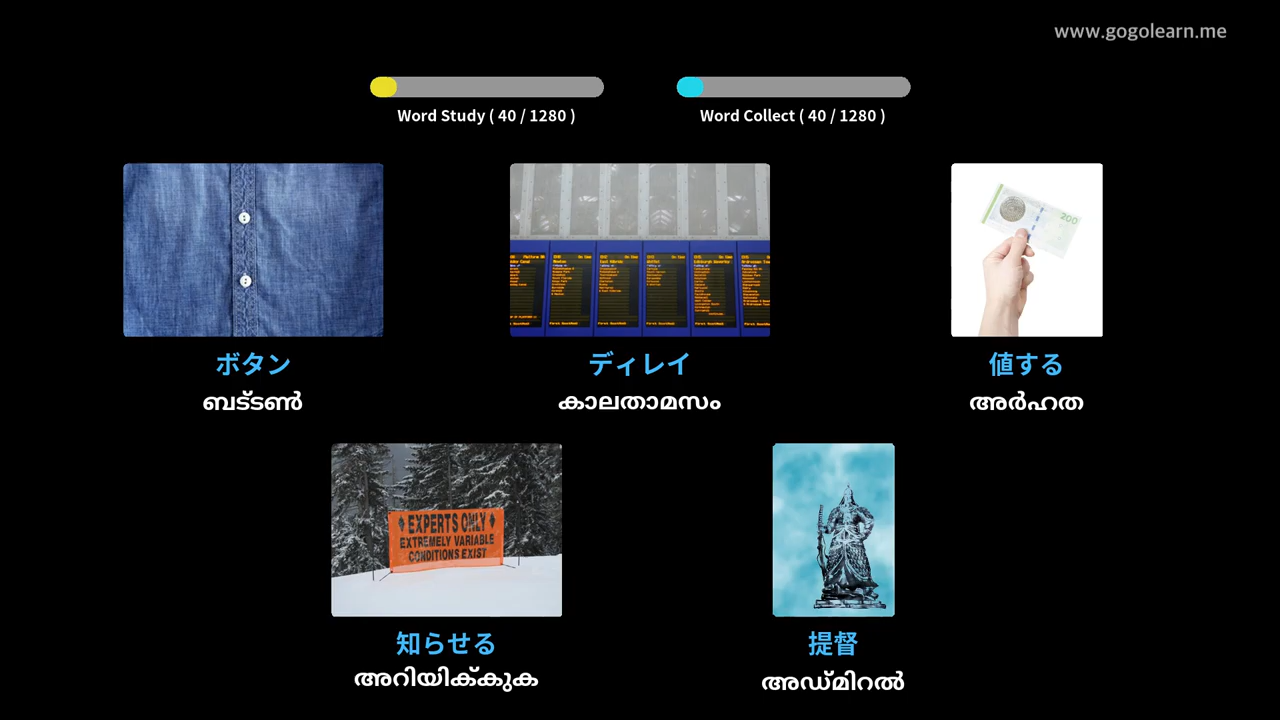 www.gogolearn.me
Word Study ( 40 / 1280 )
Word Collect ( 40 / 1280 )
200
ボタン
ディレイ
値する
ബട്ടൺ
കാലതാമസം
അർഹത
EXPERTS ONLY
EXTREMELY VARIABLE
CONDITIONS EXIST
知らせる
提督
അറിയിക്കുക
അഡ്മിറൽ